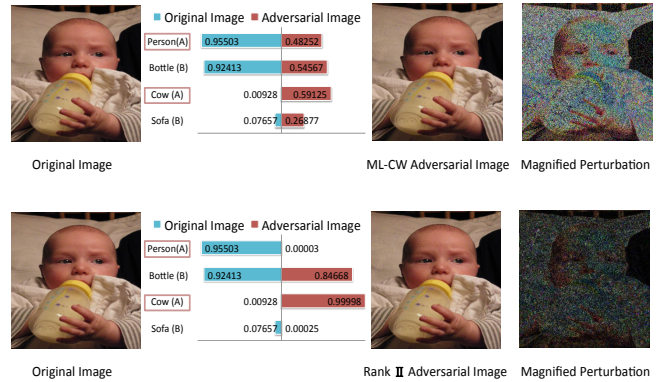 Original Image Adversarial Image
Person(A) 0.95503 0.48252
Bottle (B) 0.92413 0.54567
Cow (A) 0.00928 0.59125
Sofa (B) 0.07657 0.26877
Original Image ML-CW Adversarial Image Magnified Perturbation
Original Image Adversarial Image
Person(A) 0.95503 0.00003
Bottle (B) 0.92413 0.84668
Cow (A) 0.00928 0.99998
Sofa (B) 0.07657 0.00025
Original Image Rank II Adversarial Image Magnified Perturbation